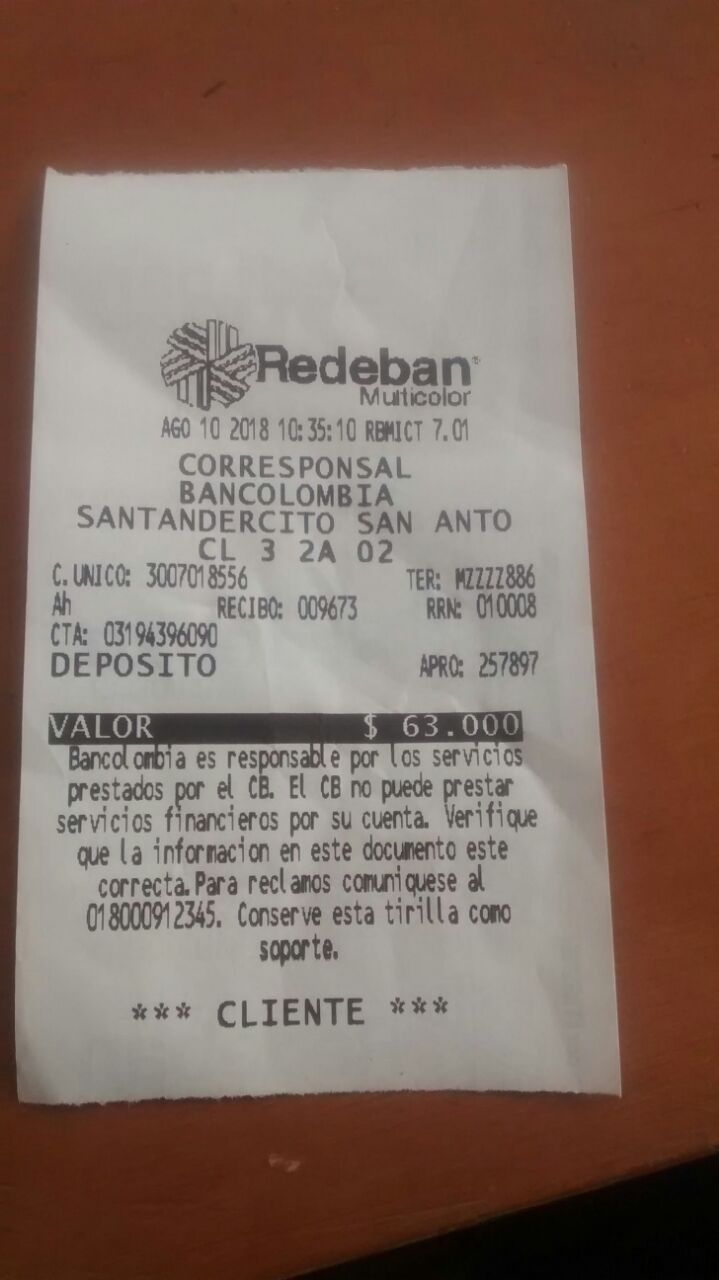 Redeban
Multicolor
AGO 10 2018 10:35:10 RBMICT 7.01
CORRESPONSAL
BANCOLOMBIA
SANTANDERCITO SAN ANTO
CL 3 2A 02
C. UNICO: 3007018556 TER: MZZZZ886
Ah RECIBO: 009673 RRN: 010008
CTA: 03194396090
DEPOSITO APRO: 257897
VALOR $ 63.000
Bancolombia es responsable por los servicios
prestados por el CB. El CB no puede prestar
servicios financieros por su cuenta. Verifique
que la informacion en este documento este
correcta. Para reclamos comuniquese al
018000912345. Conserve esta tirilla como
soporte.
*** CLIENTE ***